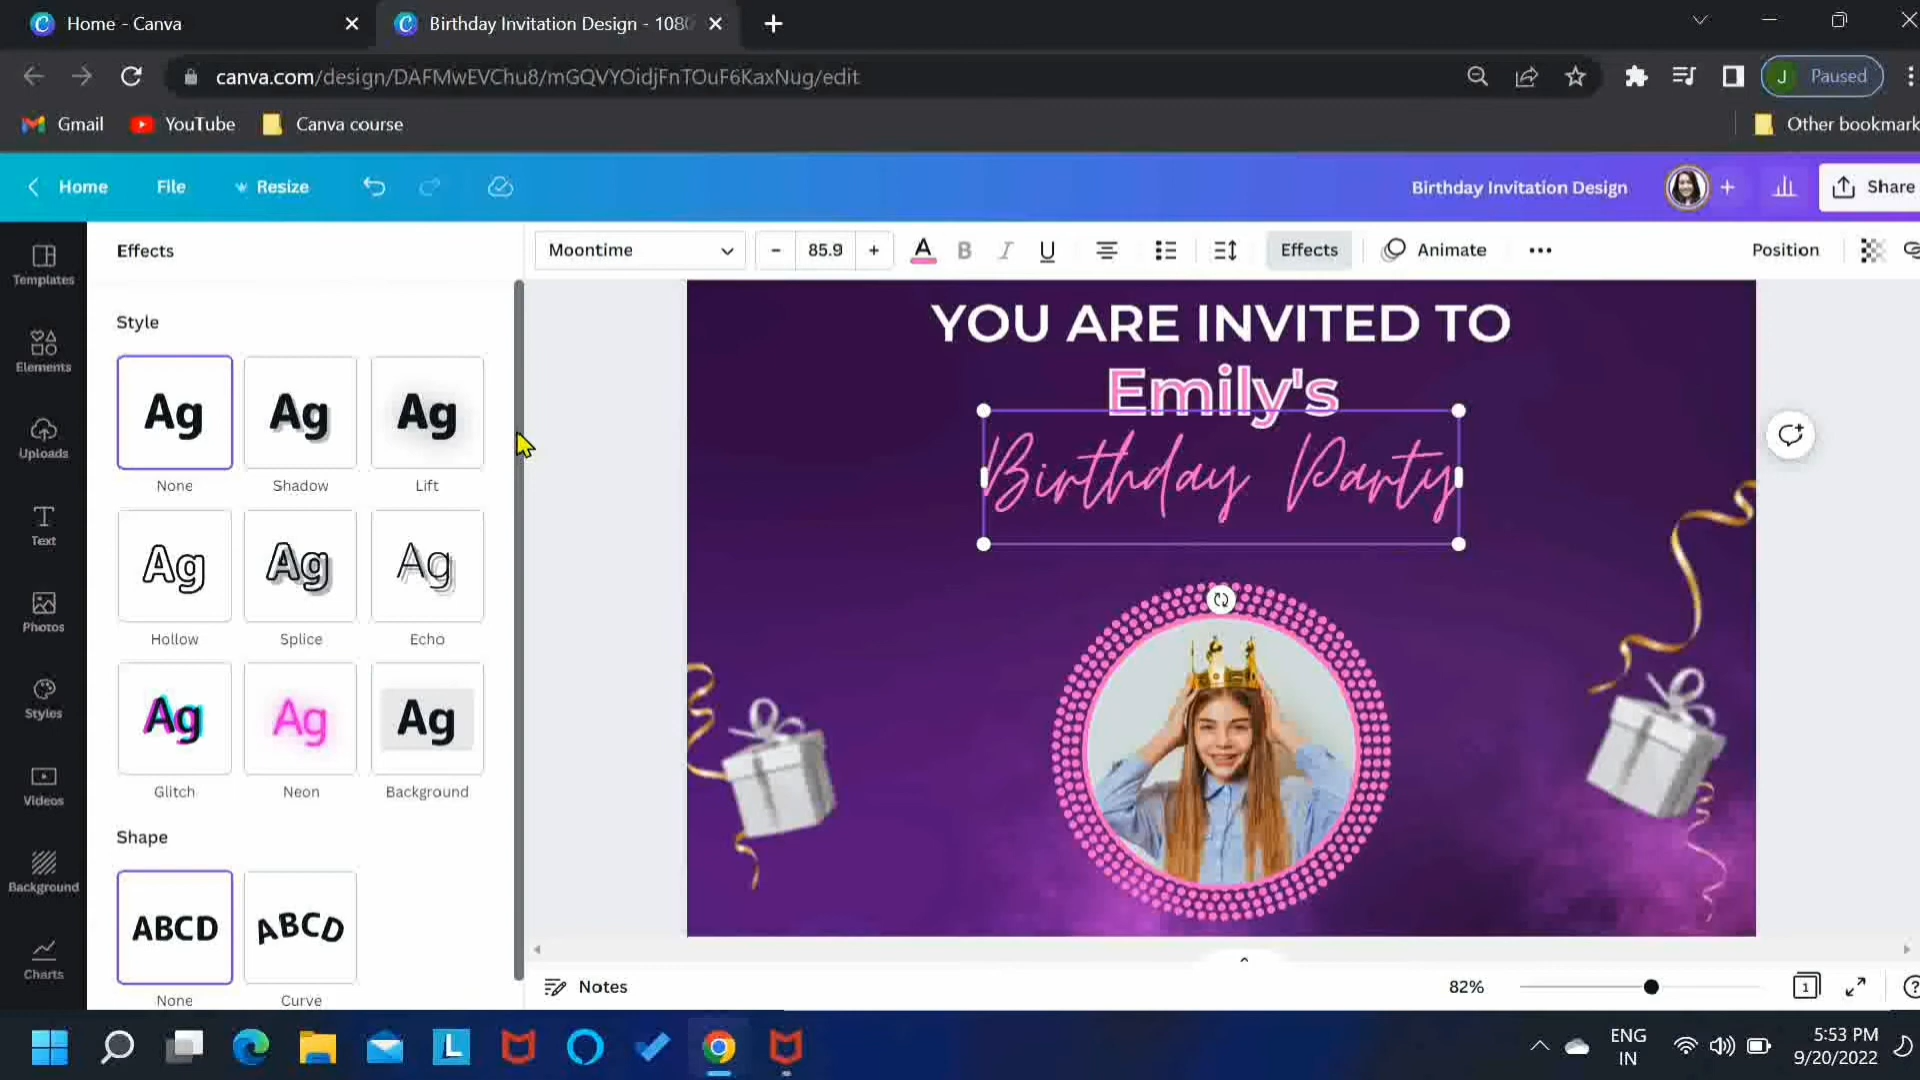 Home - Canva
Birthday Invitation Design - 1080
canva.com/design/DAFMwEVChu8/mGQVYOidjFnTOuF6KaxNug/edit
J Paused
Gmail
YouTube
Canva course
Other bookmark
Home
File
Resize
Birthday Invitation Design
Share
Effects
Moontime
- 85.9 +
A B I U
Effects
Animate
Position
Templates
Elements
Uploads
Text
Photos
Styles
Videos
Background
Charts
Style
Ag Ag Ag
None Shadow Lift
Ag Ag Ag
Hollow Splice Echo
Ag Ag Ag
Glitch Neon Background
Shape
ABCD ABCD
None Curve
YOU ARE INVITED TO
Emily's
Birthday Party
Notes
82%
1
?
L
ENG
IN
5:53 PM
9/20/2022